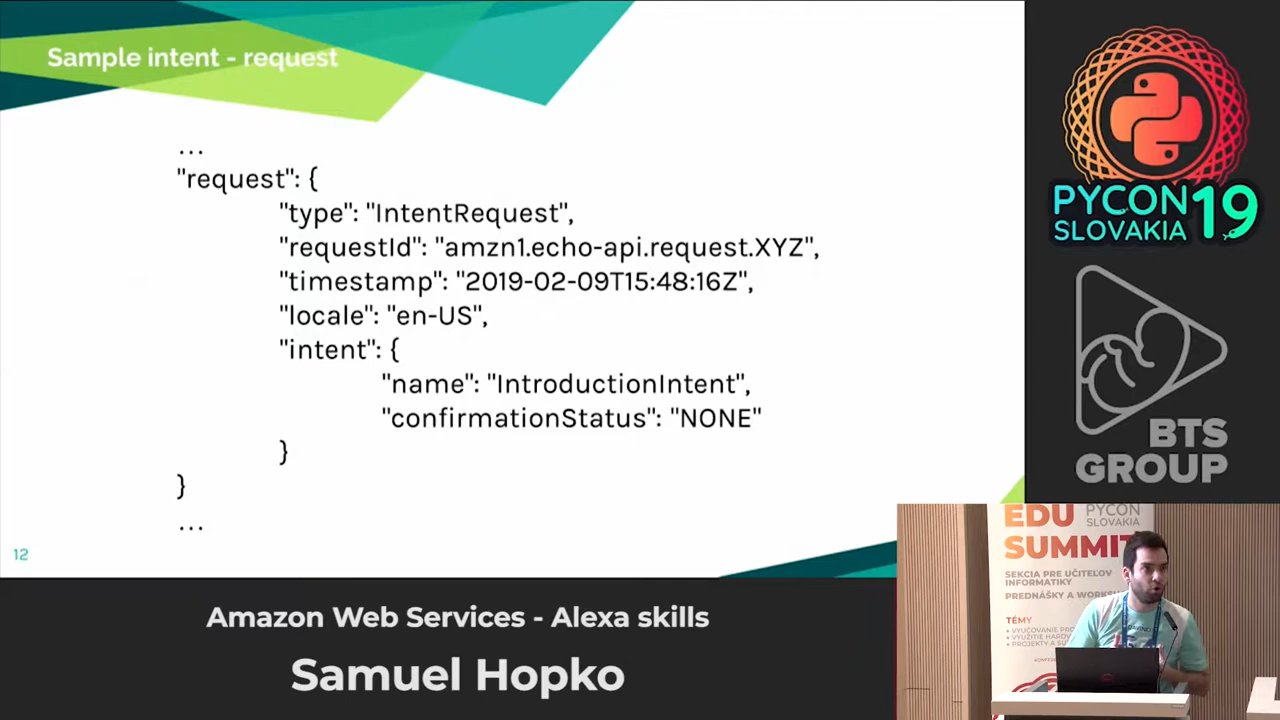 Sample intent - request
...
"request": {
"type": "IntentRequest",
"requestId": "amzn1.echo-api.request.XYZ",
"timestamp": "2019-02-09T15:48:16Z",
"locale": "en-US",
"intent": {
"name": "IntroductionIntent",
"confirmationStatus": "NONE"
}
}
...
12
PYCON 19
SLOVAKIA
BTS
GROUP
Amazon Web Services - Alexa skills
Samuel Hopko
EDU PYCON
SLOVAKIA
SUMMIT
SEKCIA PRE UČITEĽOV
INFORMATIKY
PREDNÁŠKY A
TÉMY